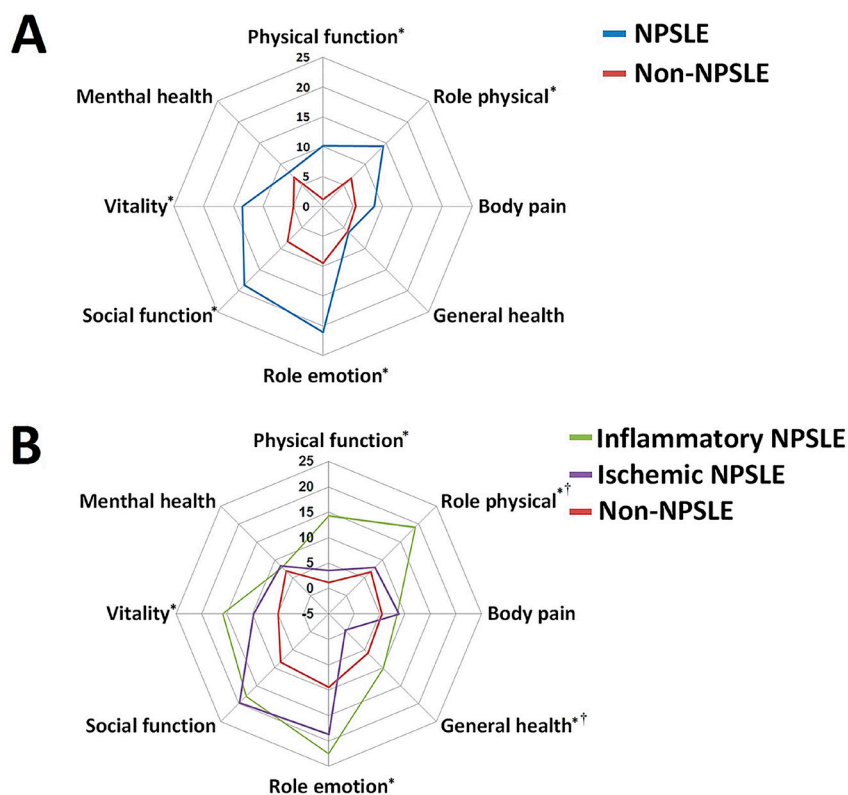 A
NPSLE
Non-NPSLE
Physical function*
Role physical*
Body pain
General health
Role emotion*
Social function*
Vitality*
Menthal health
25
20
15
10
5
0
B
Inflammatory NPSLE
Ischemic NPSLE
Non-NPSLE
Physical function*
Role physical*†
Body pain
General health*†
Role emotion*
Social function
Vitality*
Menthal health
25
20
15
10
5
0
-5